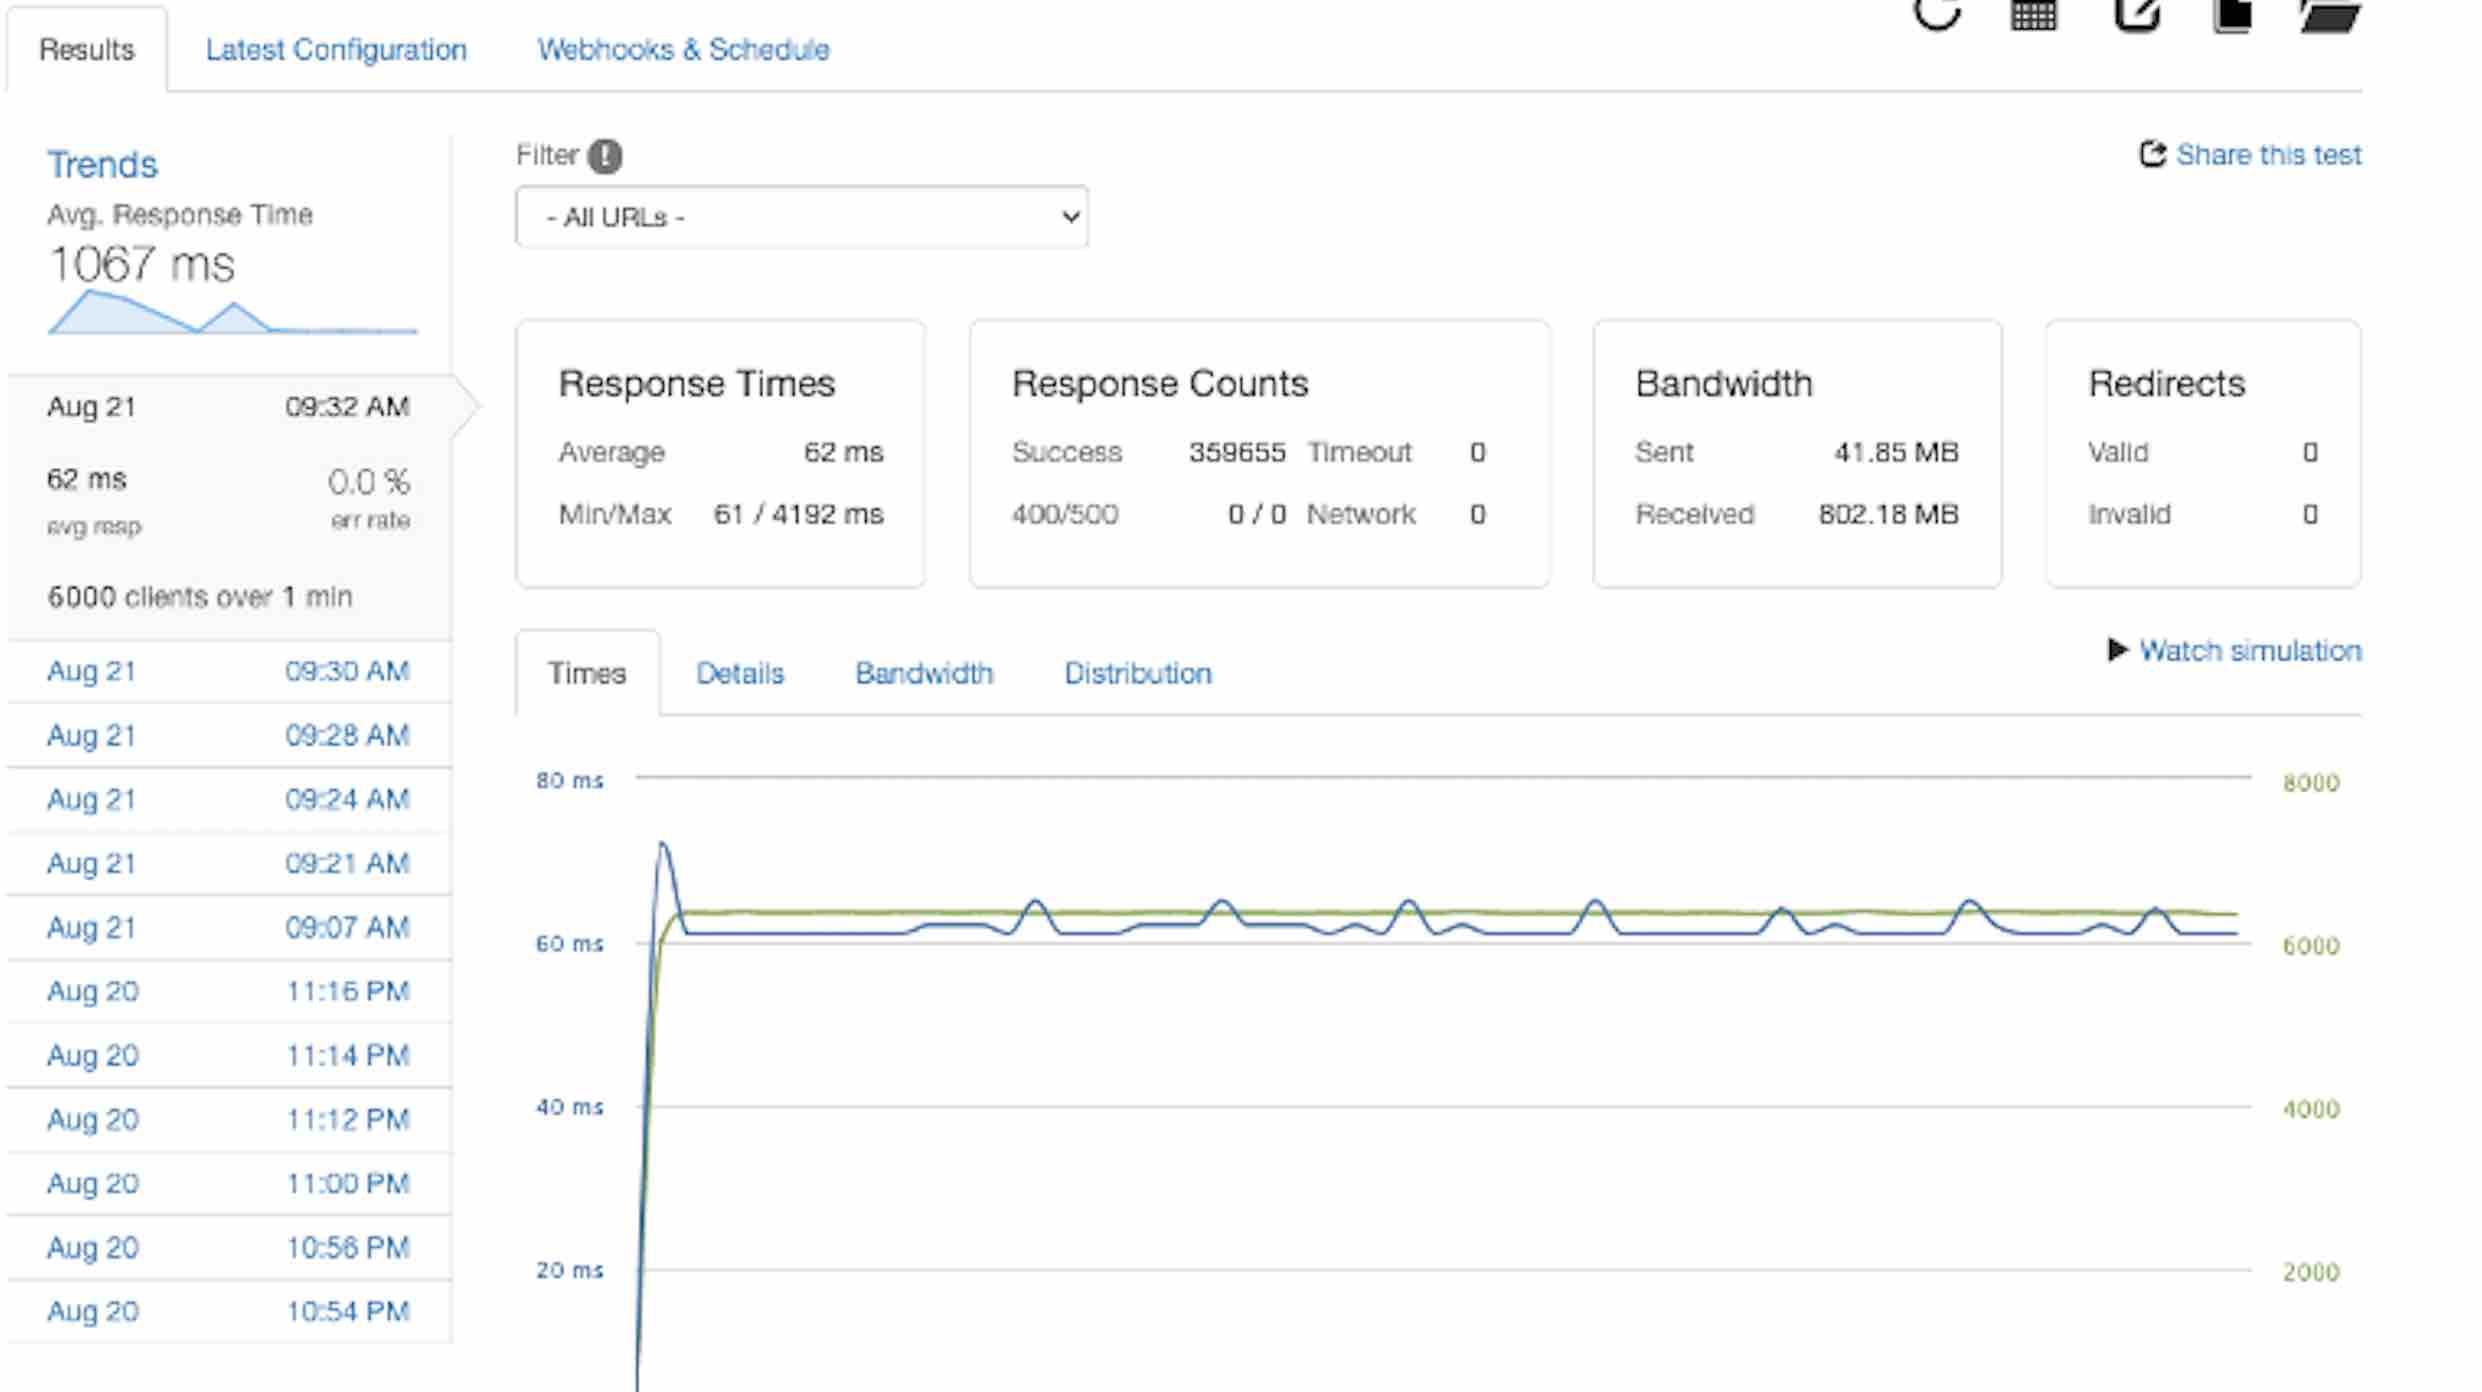 Results Latest Configuration Webhooks & Schedule
Trends
Avg. Response Time
1067 ms
Aug 21 09:32 AM
62 ms 0.0 %
avg resp err rate
6000 clients over 1 min
Aug 21 09:30 AM
Aug 21 09:28 AM
Aug 21 09:24 AM
Aug 21 09:21 AM
Aug 21 09:07 AM
Aug 20 11:16 PM
Aug 20 11:14 PM
Aug 20 11:12 PM
Aug 20 11:00 PM
Aug 20 10:56 PM
Aug 20 10:54 PM
Filter !
Share this test
- All URLs -
Response Times
Average 62 ms
Min/Max 61 / 4192 ms
Response Counts
Success 359655 Timeout 0
400/500 0 / 0 Network 0
Bandwidth
Sent 41.85 MB
Received 802.18 MB
Redirects
Valid 0
Invalid 0
Times Details Bandwidth Distribution
Watch simulation
80 ms 8000
60 ms 6000
40 ms 4000
20 ms 2000